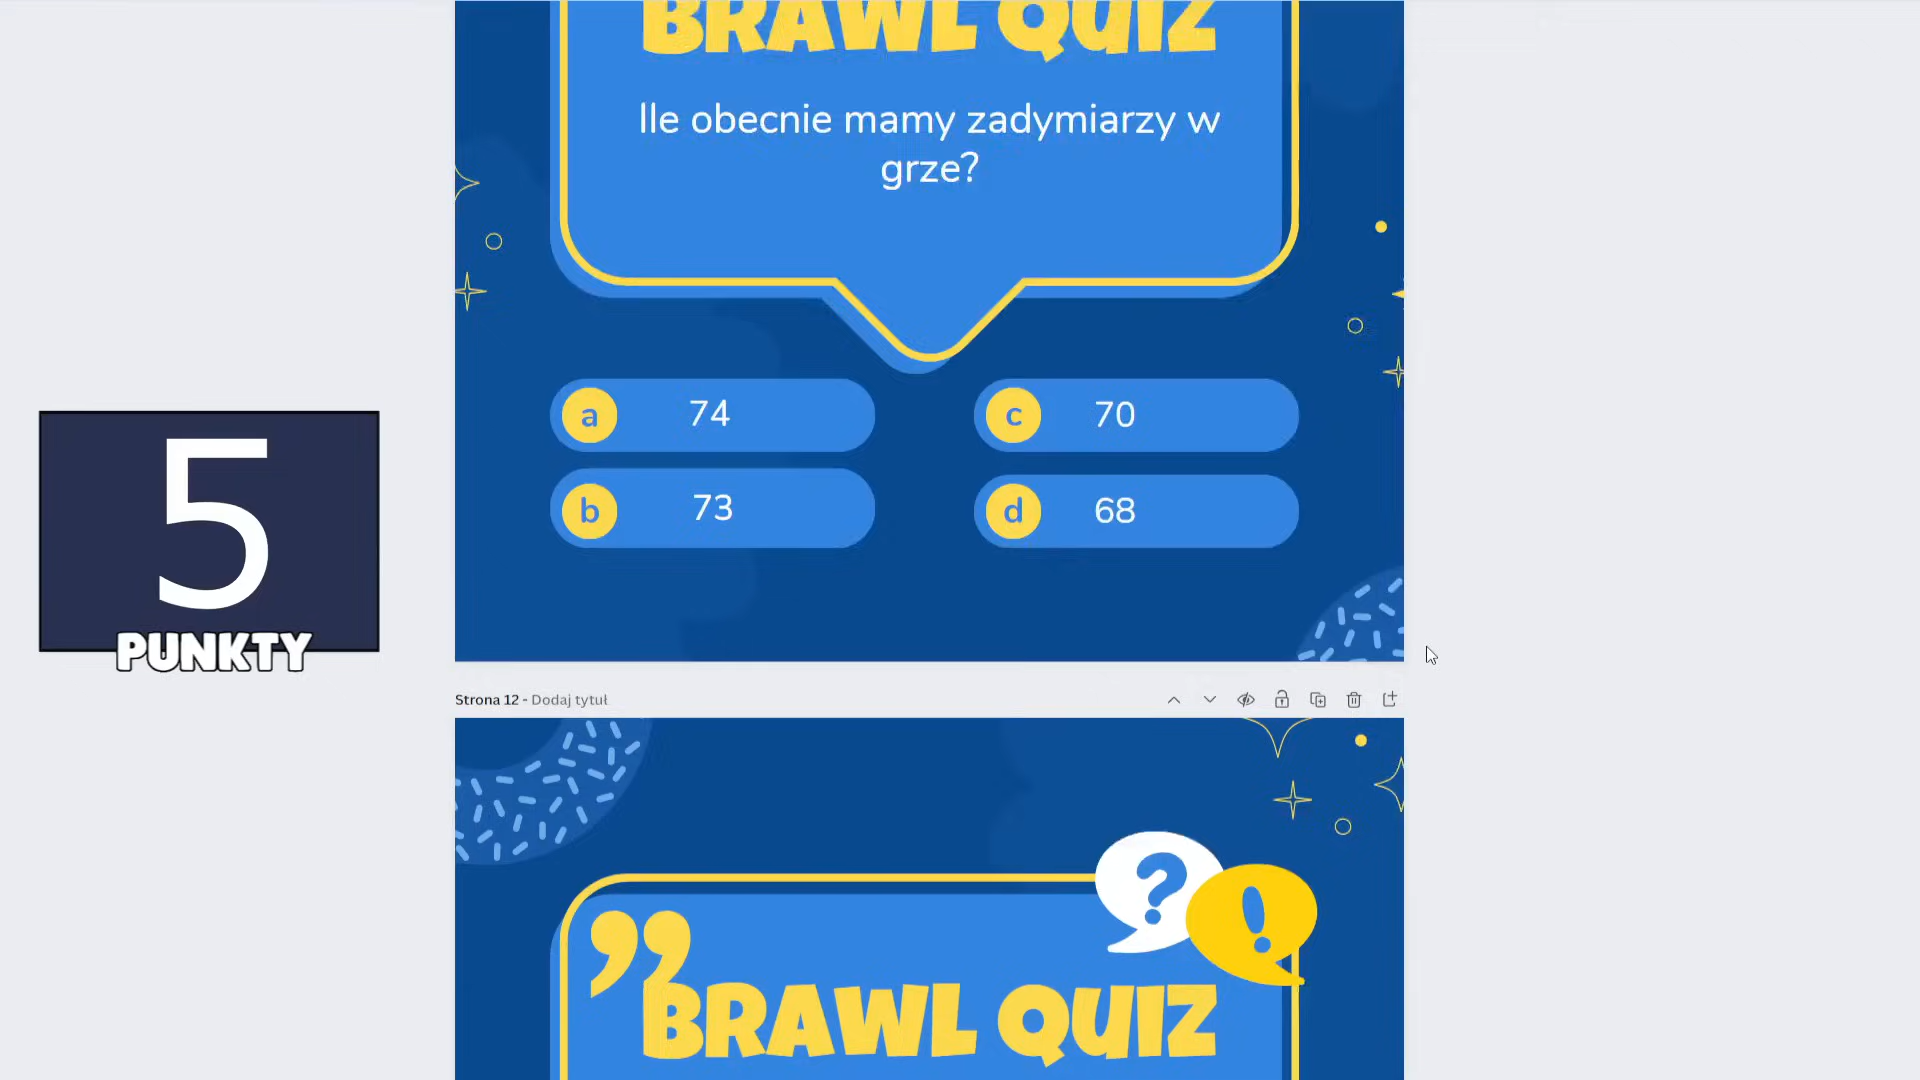 BRAWL QUIZ
Ile obecnie mamy zadymiarzy w
grze?
a 74
c 70
b 73
d 68
5
PUNKTY
Strona 12 - Dodaj tytuł
? !
”
BRAWL QUIZ